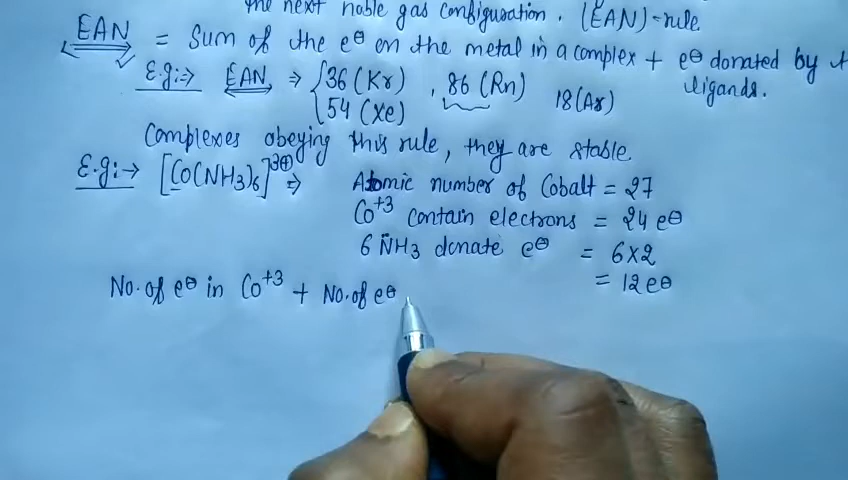 the next noble gas configuration. (EAN)-rule
EAN = Sum of the e⊖ on the metal in a complex + e⊖ donated by
ligands.
E.g:→ EAN ⇒ {36 (Kr) , 86 (Rn) 18 (Ar)
54 (Xe)
Complexes obeying this rule, they are stable
E.g:→ [Co(NH3)6]3⊕ ⇒ Atomic number of Cobalt = 27
Co+3 contain electrons = 24 e⊖
6 N̈H3 donate e⊖ = 6x2
= 12e⊖
No. of e⊖ in Co+3 + No. of e⊖